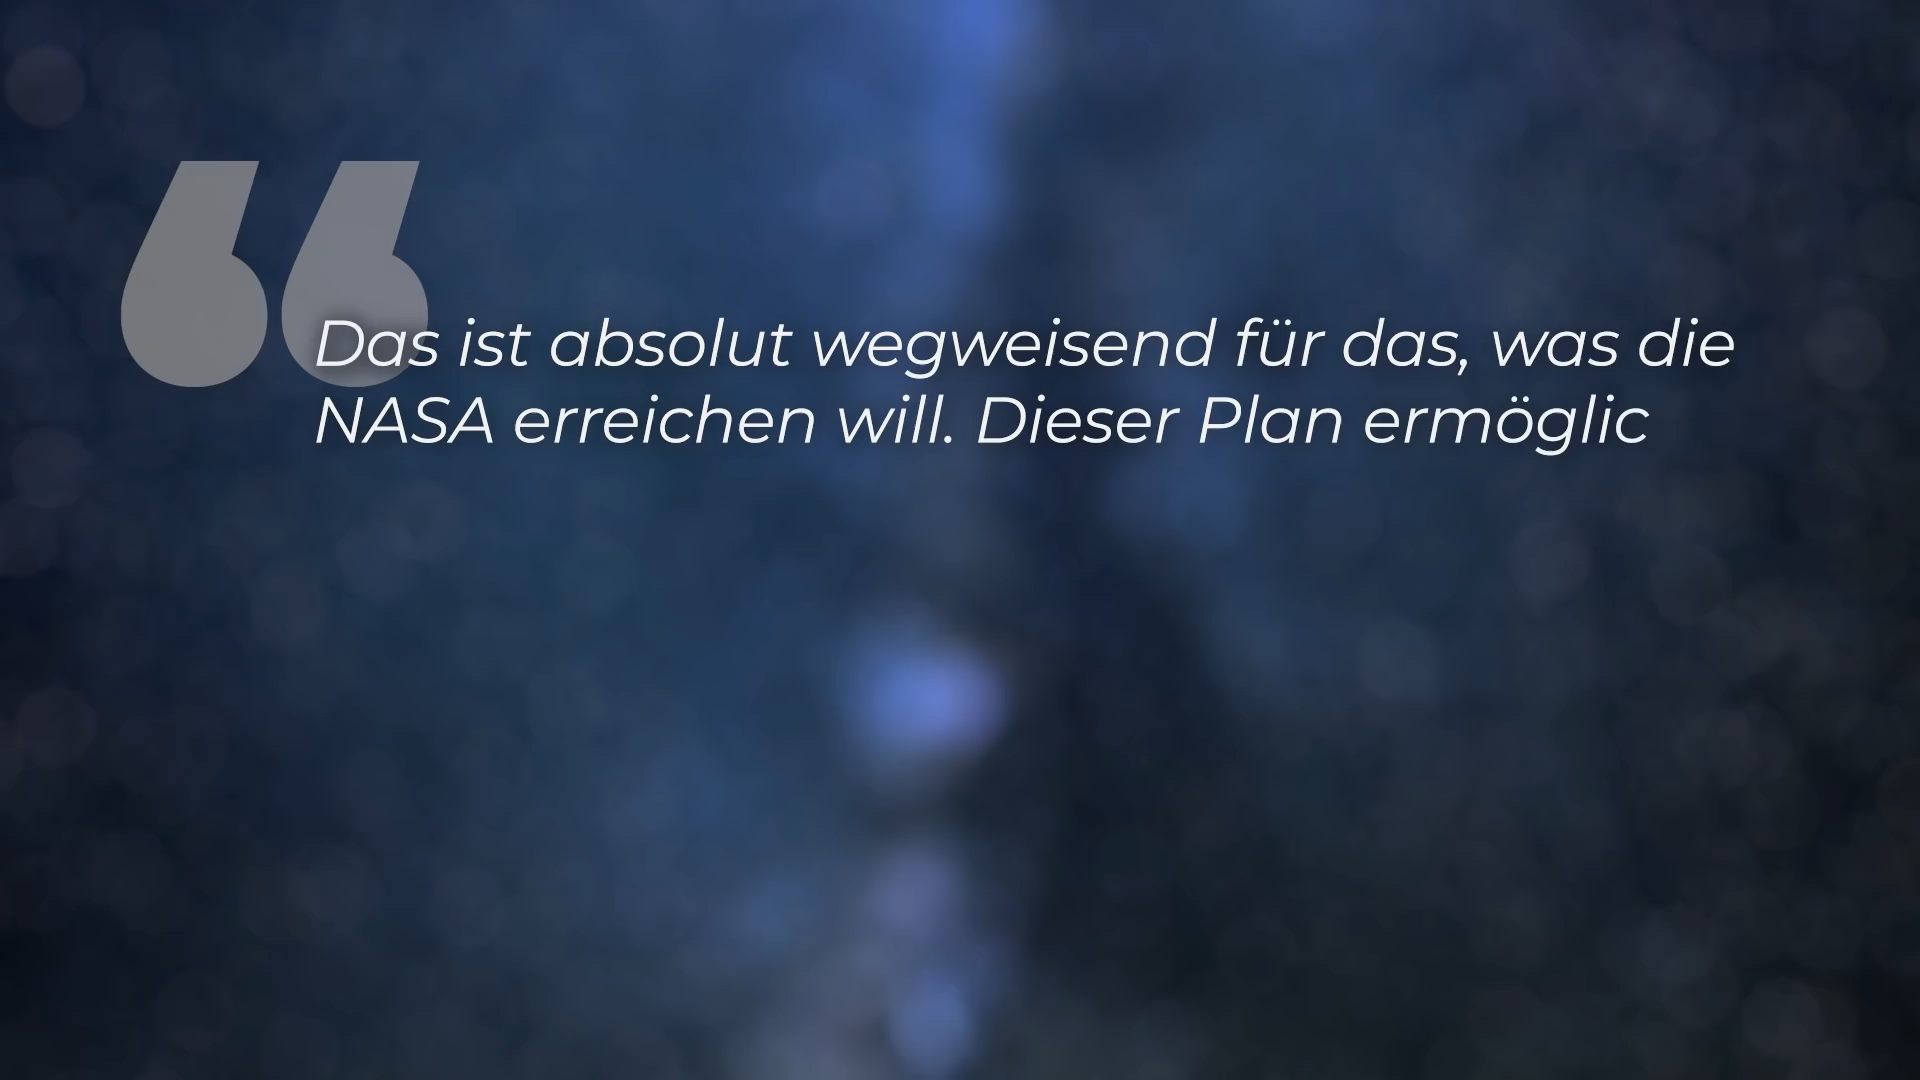 Das ist absolut wegweisend für das, was die
NASA erreichen will. Dieser Plan ermöglic